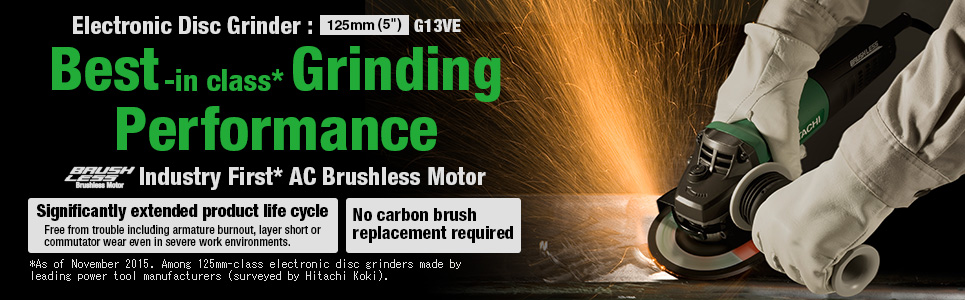 Electronic Disc Grinder : 125mm (5") G13VE
Best-in class* Grinding
Performance
BRUSH
LESS
Brushless Motor
Industry First* AC Brushless Motor
Significantly extended product life cycle
Free from trouble including armature burnout, layer short or
commutator wear even in severe work environments.
No carbon brush
replacement required
*As of November 2015. Among 125mm-class electronic disc grinders made by
leading power tool manufacturers (surveyed by Hitachi Koki).
BRUSHLESS
TACHI